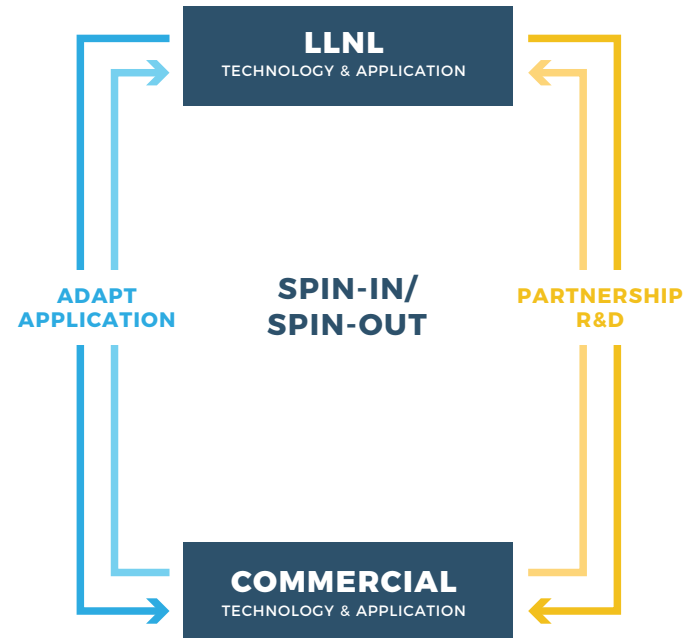 LLNL
TECHNOLOGY & APPLICATION
ADAPT
APPLICATION
SPIN-IN/
SPIN-OUT
PARTNERSHIP
R&D
COMMERCIAL
TECHNOLOGY & APPLICATION